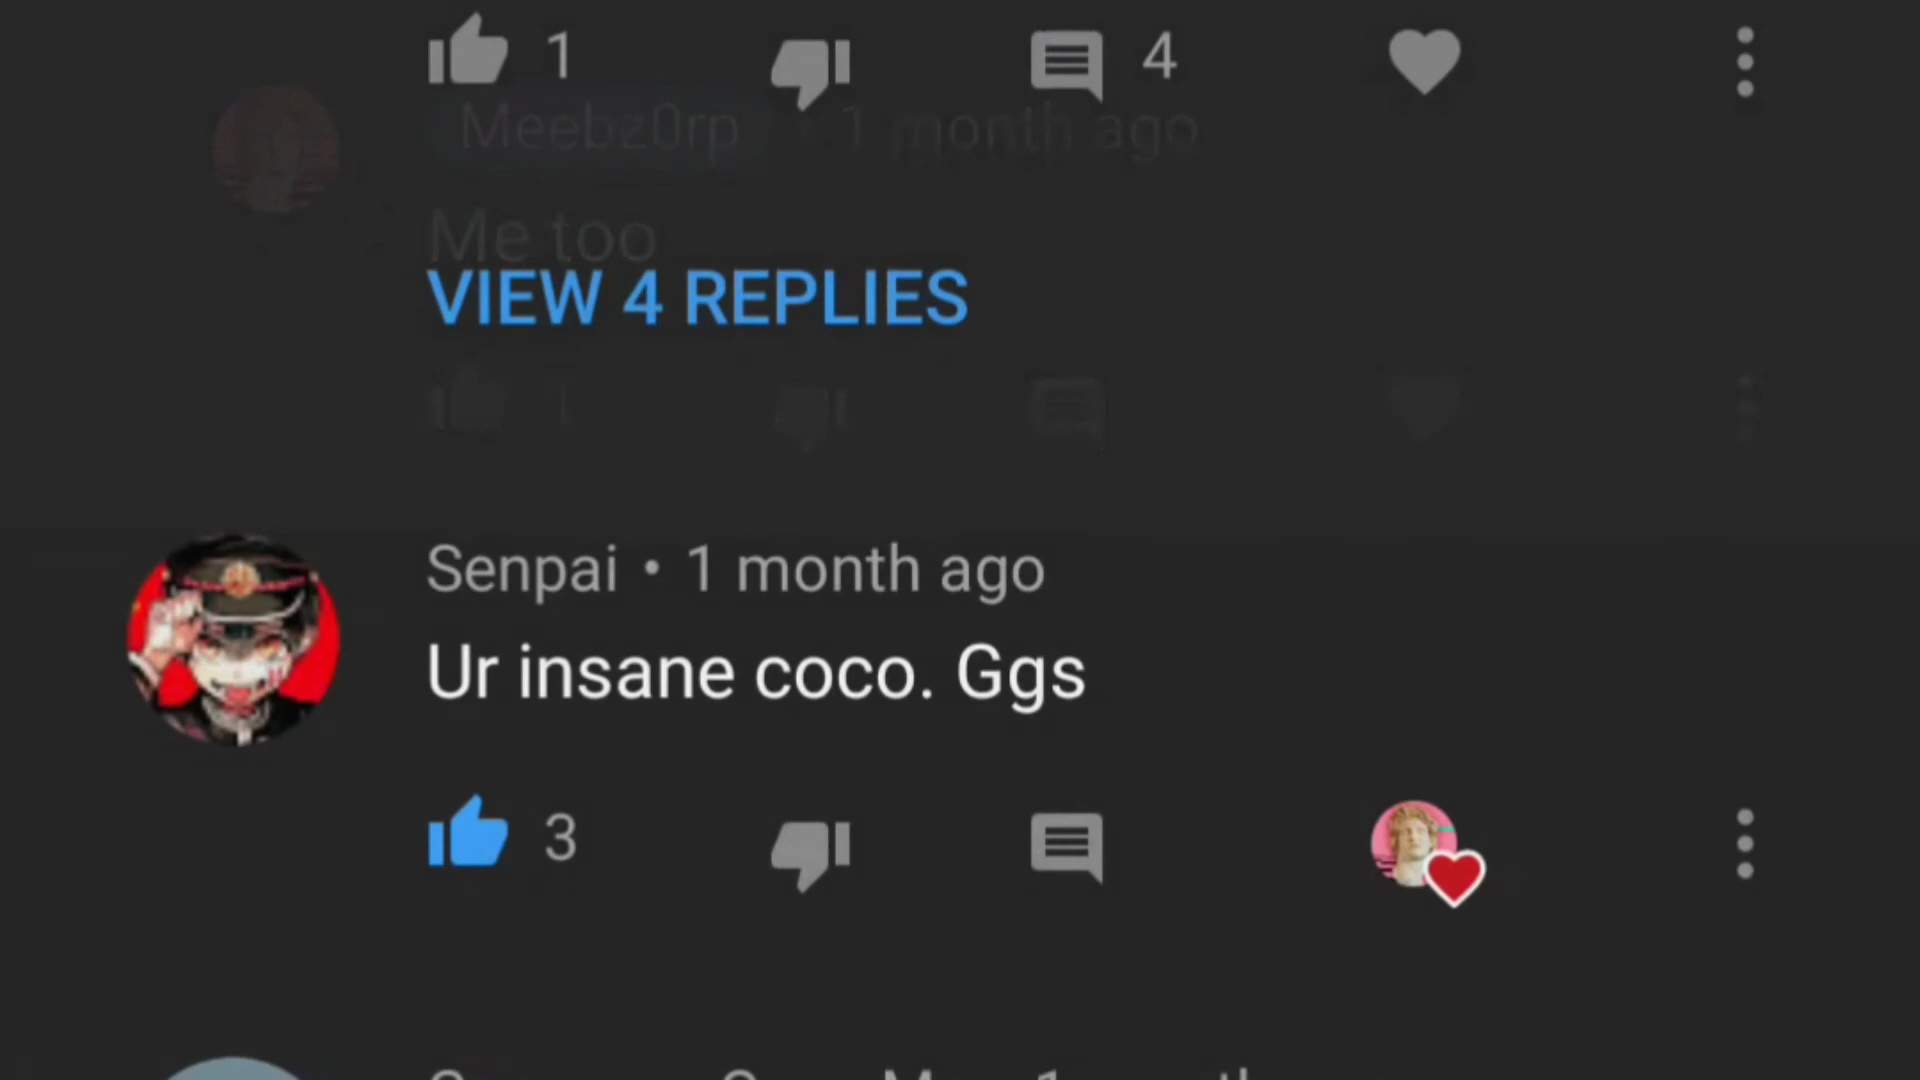 1
4
Meebz0rp • 1 month ago
Me too
VIEW 4 REPLIES
1
Senpai • 1 month ago
Ur insane coco. Ggs
3